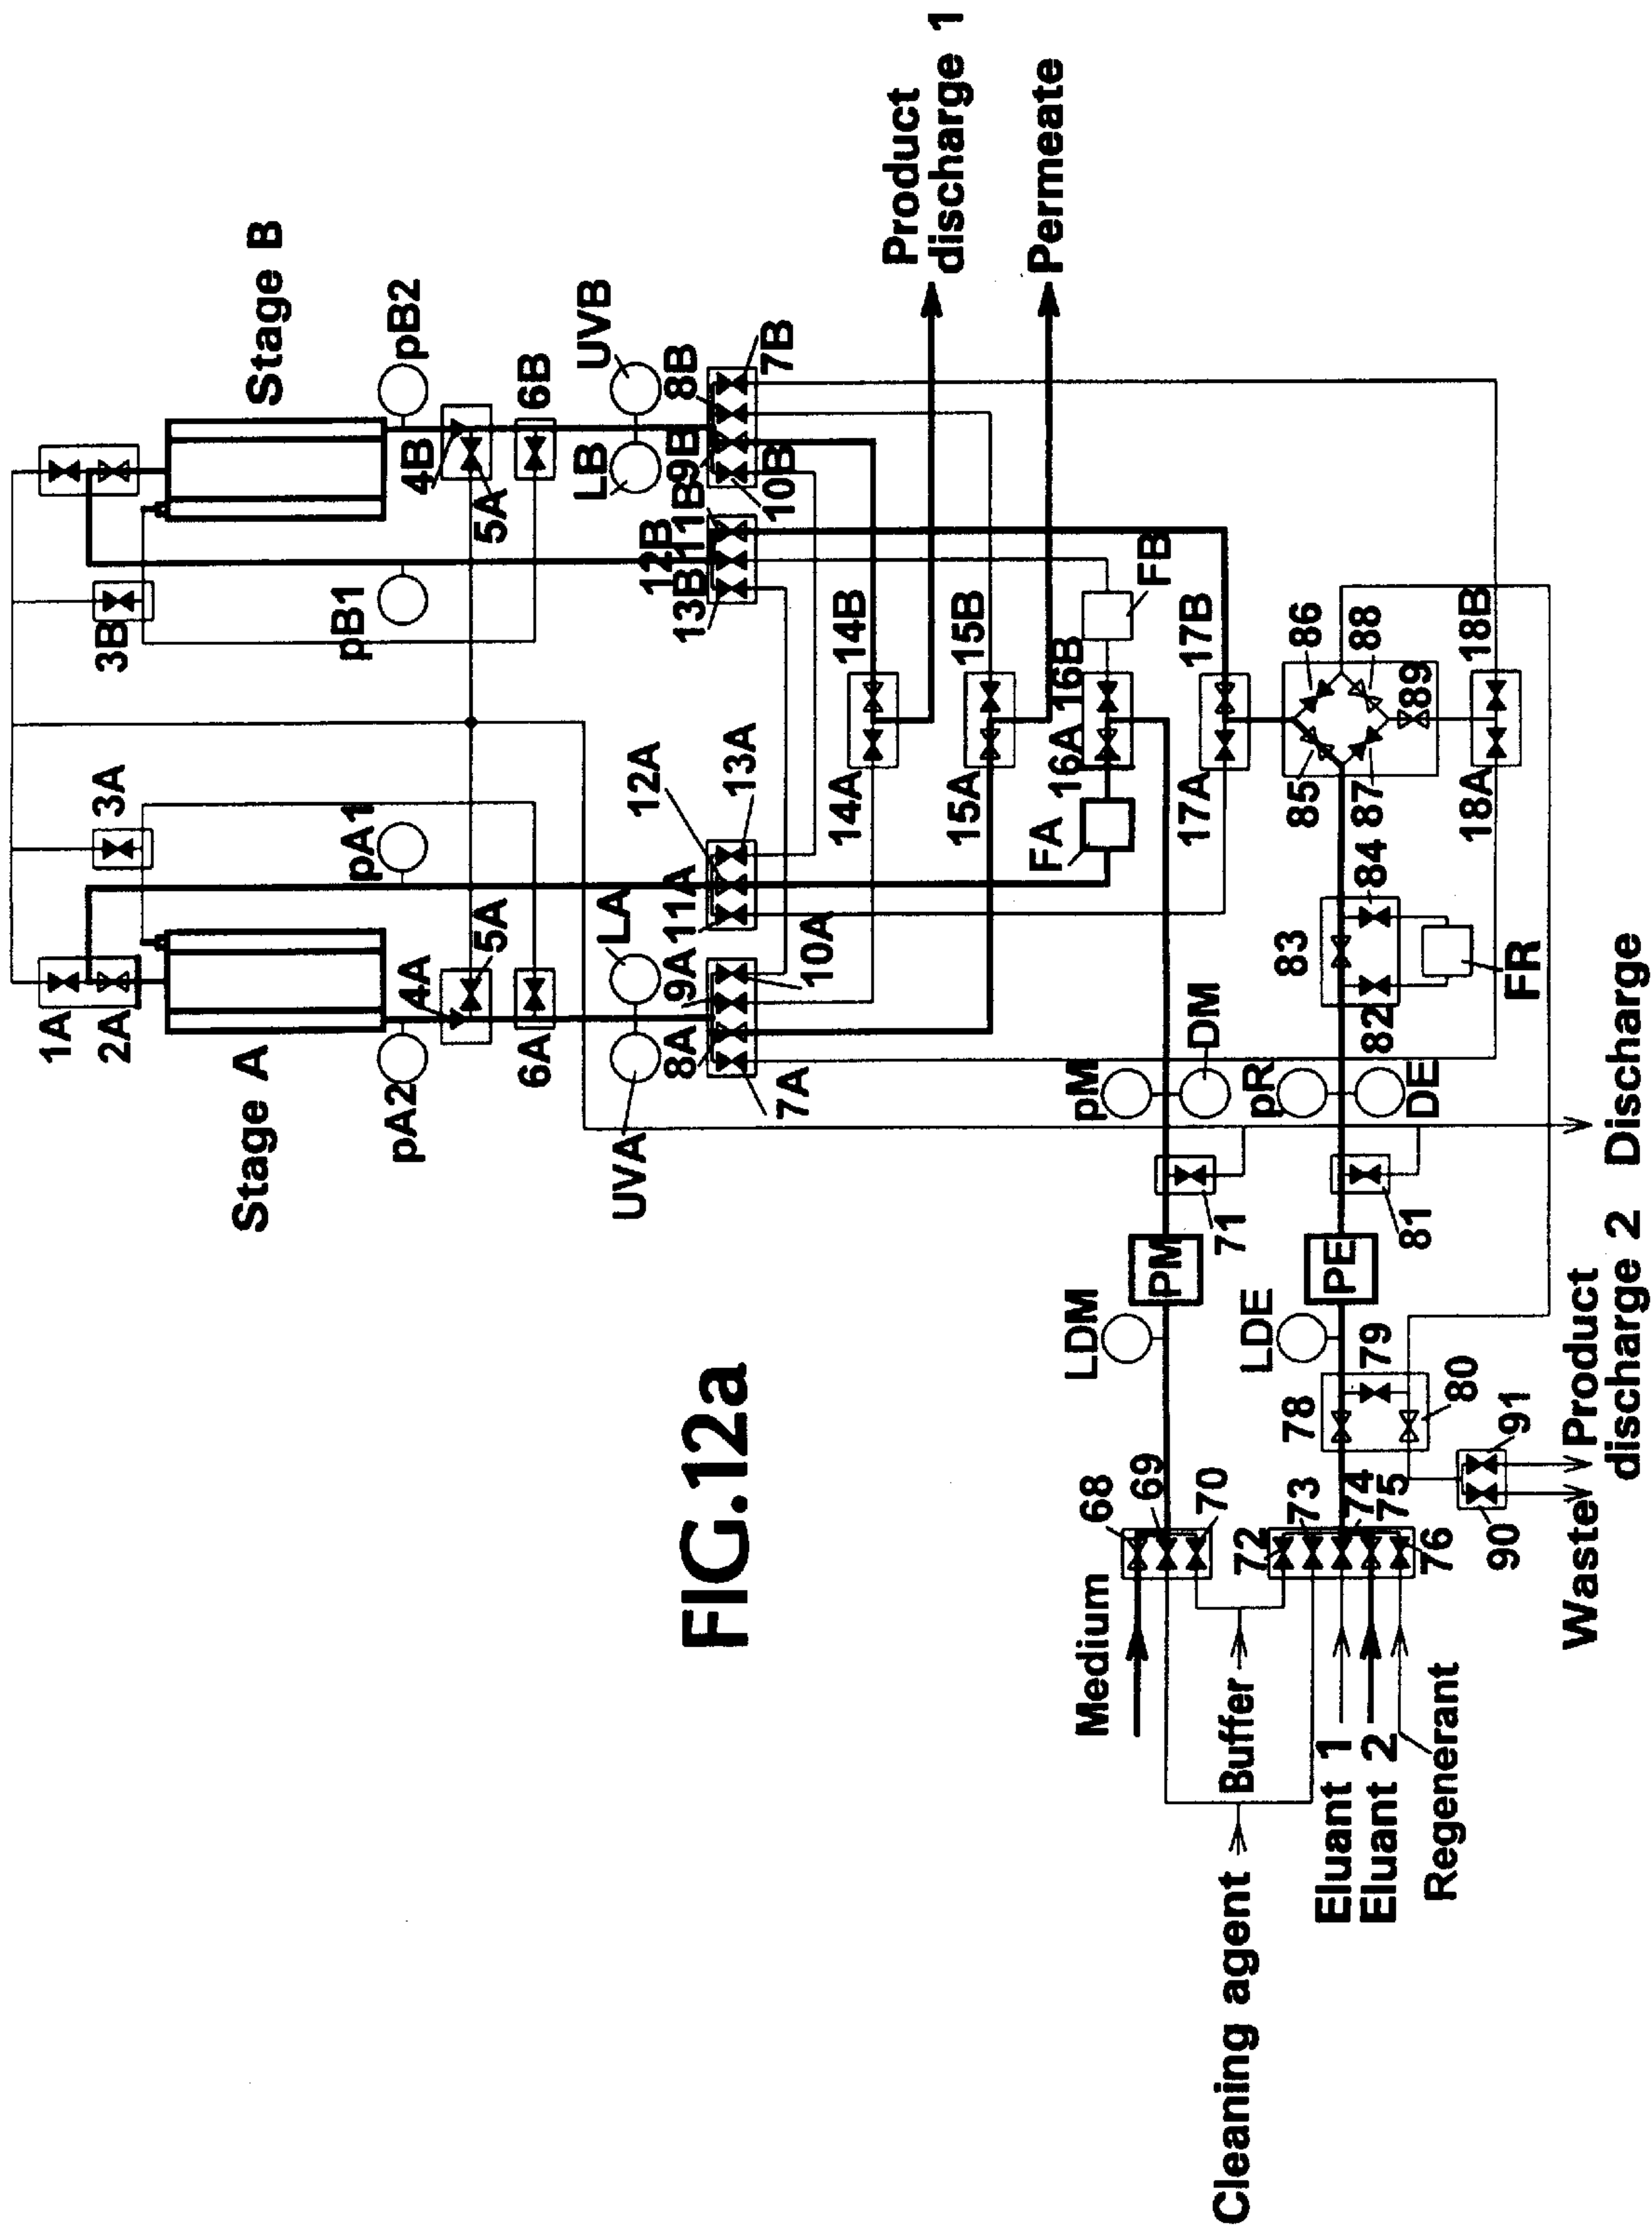 FIG.12a
Stage A
Stage B
1A
2A
3A
3B
pA1
pA2
pB1
pB2
4A
5A
6A
4B
5A
6B
LA
UVA
LB
UVB
7A
8A
9A
10A
11A
12A
13A
13B
12B
11B
10B
9B
8B
7B
14A
14B
15A
15B
16A
16B
FA
FB
17A
17B
18A
18B
Product
discharge 1
Permeate
85
86
87
88
89
82
83
84
FR
pM
DM
pR
DE
71
81
PM
PE
LDM
LDE
78
79
80
90
91
68
69
70
72
73
74
75
76
Medium
Buffer
Cleaning agent
Eluant 1
Eluant 2
Regenerant
Waste
Product
discharge 2
Discharge